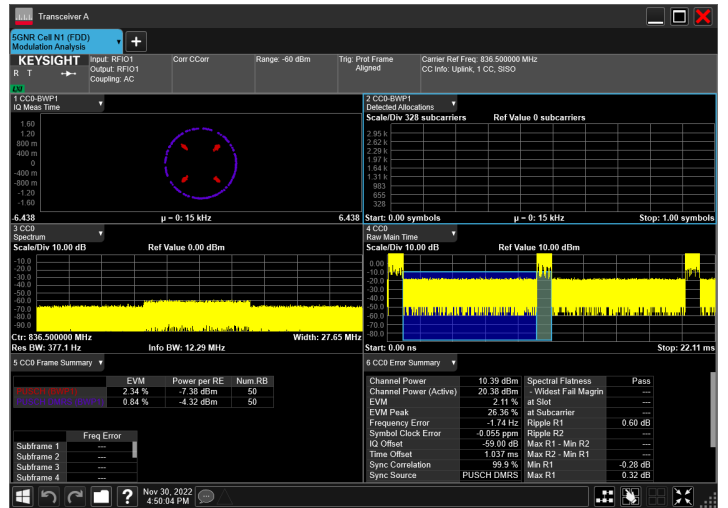 Transceiver A
5GNR Cell N1 (FDD)
Modulation Analysis
KEYSIGHT
R T
LXI
Input: RFIO1
Output: RFIO1
Coupling: AC
Corr CCorr
Range: -60 dBm
Trig: Prot Frame
Aligned
Carrier Ref Freq: 836.500000 MHz
CC Info: Uplink, 1 CC, SISO
1 CC0-BWP1
IQ Meas Time
1.60
1.20
800 m
400 m
0
-400 m
-800 m
-1.20
-1.60
-6.438
µ = 0: 15 kHz
6.438
2 CC0-BWP1
Detected Allocations
Scale/Div 328 subcarriers
Ref Value 0 subcarriers
2.95 k
2.62 k
2.29 k
1.97 k
1.64 k
1.31 k
983
655
328
Start: 0.00 symbols
µ = 0: 15 kHz
Stop: 1.00 symbols
3 CC0
Spectrum
Scale/Div 10.00 dB
Ref Value 0.00 dBm
-10.0
-20.0
-30.0
-40.0
-50.0
-60.0
-70.0
-80.0
-90.0
Ctr: 836.500000 MHz
Width: 27.65 MHz
Res BW: 377.1 Hz
Info BW: 12.29 MHz
4 CC0
Raw Main Time
Scale/Div 10.00 dB
Ref Value 10.00 dBm
0.00
-10.0
-20.0
-30.0
-40.0
-50.0
-60.0
-70.0
-80.0
Start: 0.00 ns
Stop: 22.11 ms
5 CC0 Frame Summary
EVM Power per RE Num.RB
PUSCH (BWP1) 2.34 % -7.38 dBm 50
0.84 % -4.32 dBm 50
Freq Error
Subframe 1 ---
Subframe 2 ---
Subframe 3 ---
Subframe 4 ---
6 CC0 Error Summary
Channel Power 10.39 dBm Spectral Flatness Pass
Channel Power (Active) 20.38 dBm - Widest Fail Magrin ---
EVM 2.11 % at Slot ---
EVM Peak 26.36 % at Subcarrier ---
Frequency Error -1.74 Hz Ripple R1 0.60 dB
Symbol Clock Error -0.055 ppm Ripple R2 ---
IQ Offset -59.00 dB Max R1 - Min R2 ---
Time Offset 1.037 ms Max R2 - Min R1 ---
Sync Correlation 99.9 % Min R1 -0.28 dB
Sync Source PUSCH DMRS Max R1 0.32 dB
?
Nov 30, 2022
4:50:04 PM